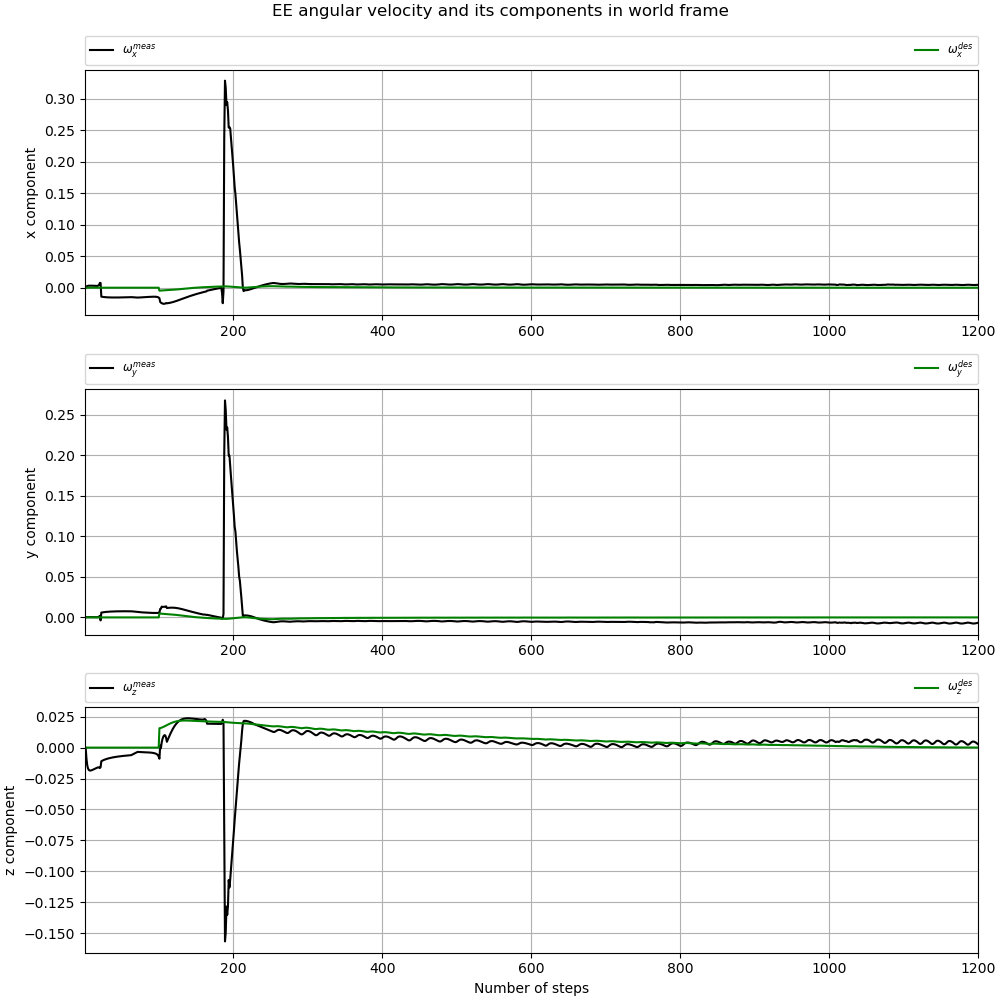 EE angular velocity and its components in world frame
ω_x^meas ω_x^des
0.30
0.25
0.20
0.15
0.10
0.05
0.00
x component
200 400 600 800 1000 1200
ω_y^meas ω_y^des
0.25
0.20
0.15
0.10
0.05
0.00
y component
200 400 600 800 1000 1200
ω_z^meas ω_z^des
0.025
0.000
−0.025
−0.050
−0.075
−0.100
−0.125
−0.150
z component
200 400 600 800 1000 1200
Number of steps